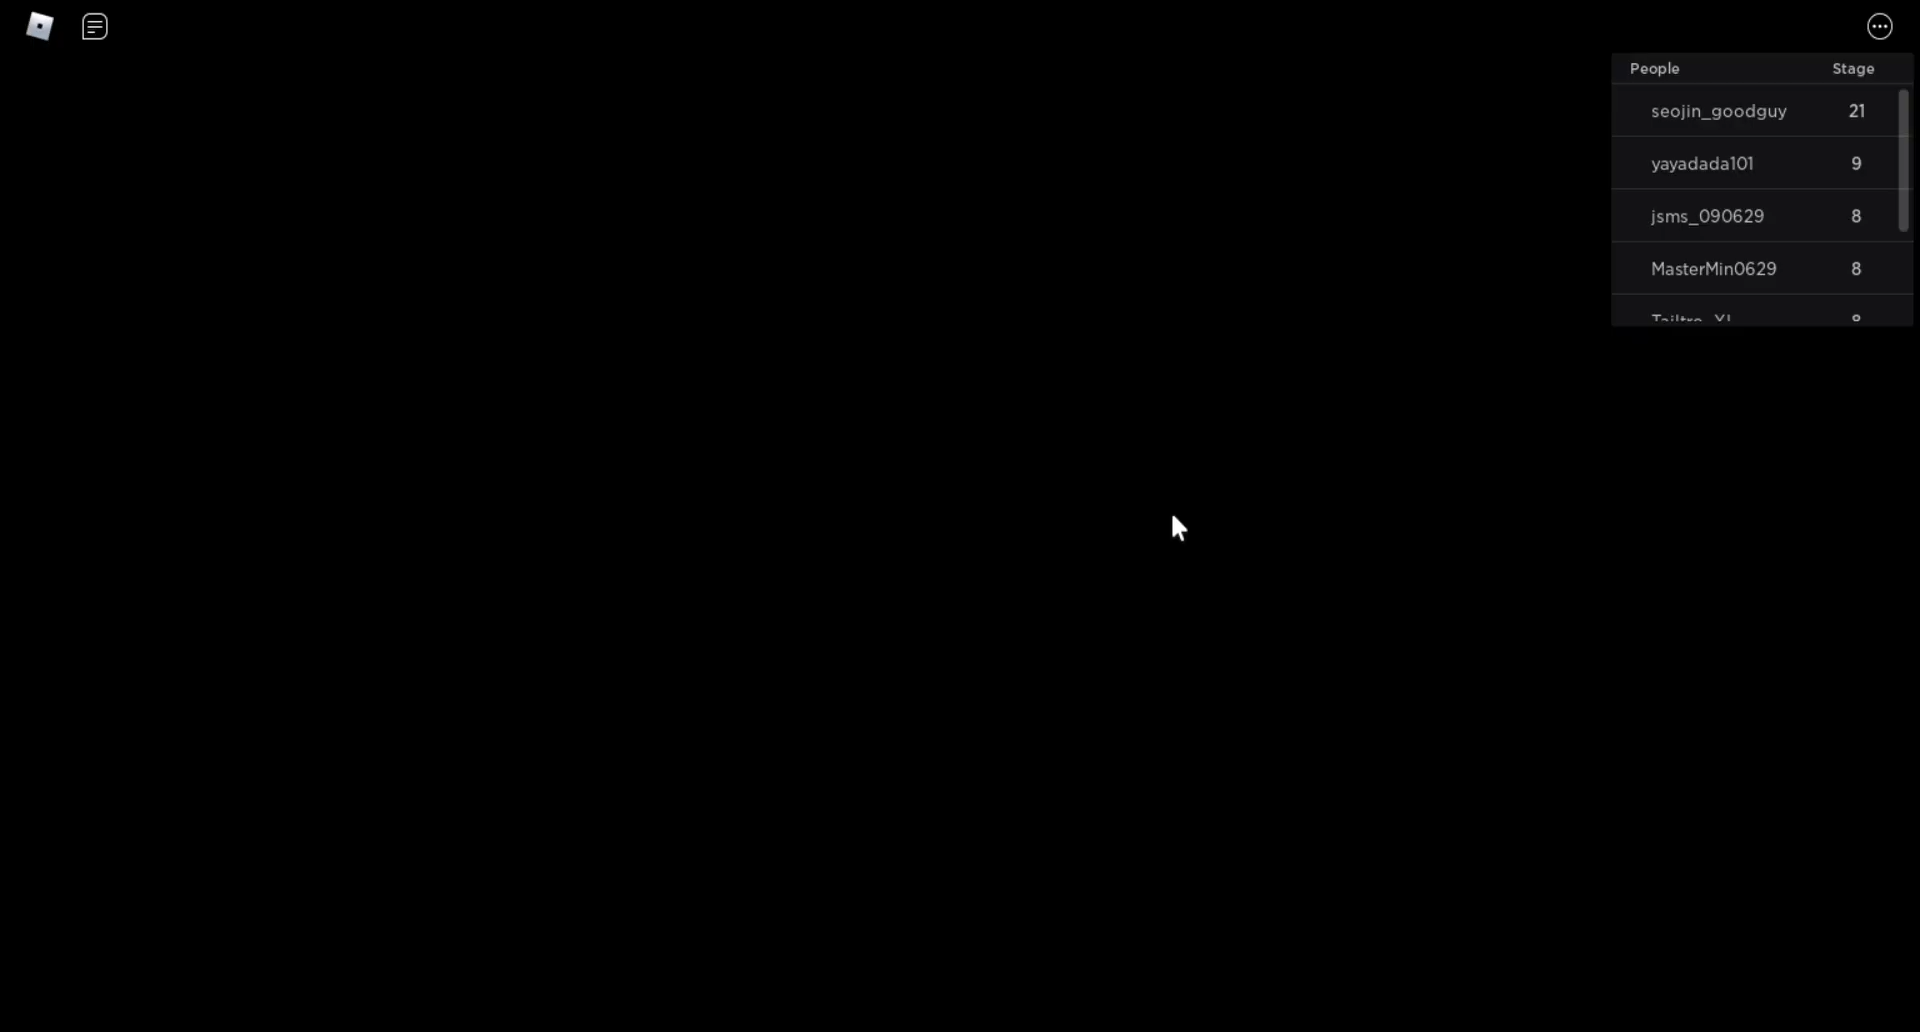 People Stage
seojin_goodguy 21
yayadada101 9
jsms_090629 8
MasterMin0629 8